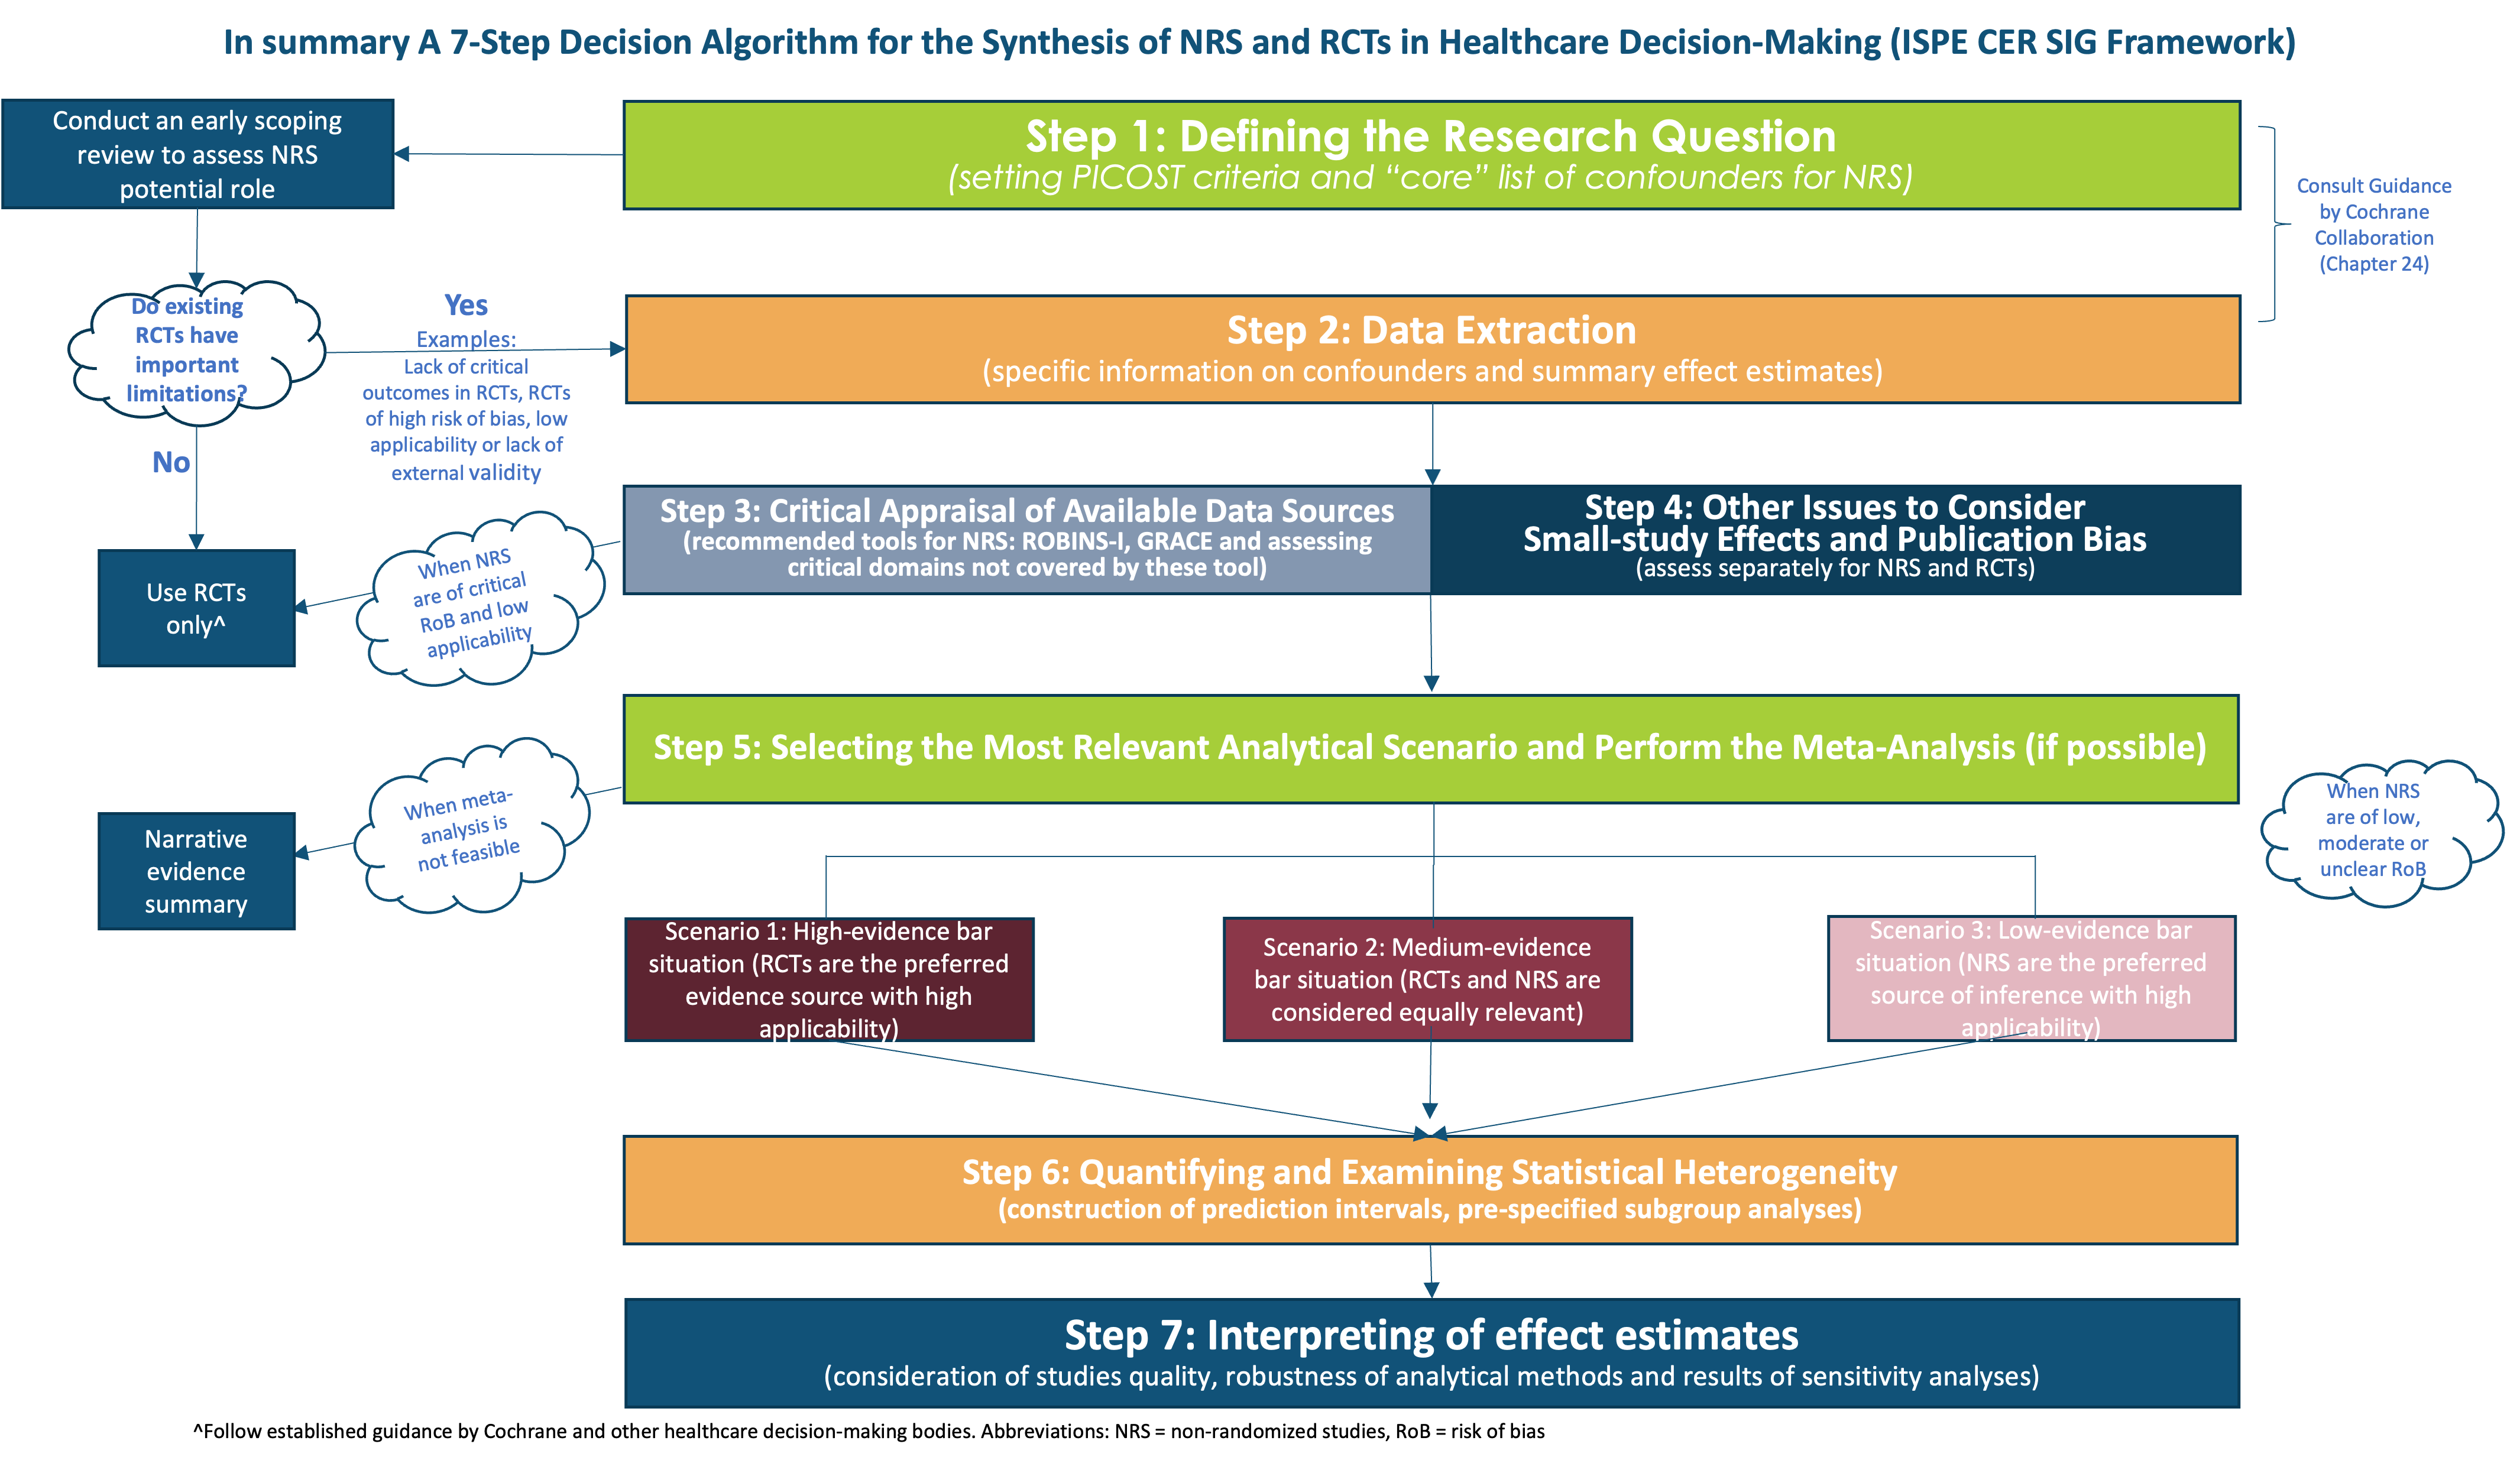 In summary A 7-Step Decision Algorithm for the Synthesis of NRS and RCTs in Healthcare Decision-Making (ISPE CER SIG Framework)
Conduct an early scoping
review to assess NRS
potential role
Step 1: Defining the Research Question
(setting PICOST criteria and “core” list of confounders for NRS)
Consult Guidance
by Cochrane
Collaboration
(Chapter 24)
Do existing
RCTs have
important
limitations?
Yes
Examples:
Lack of critical
outcomes in RCTs, RCTs
of high risk of bias, low
applicability or lack of
external validity
Step 2: Data Extraction
(specific information on confounders and summary effect estimates)
No
Use RCTs
only^
When NRS
are of critical
RoB and low
applicability
Step 3: Critical Appraisal of Available Data Sources
(recommended tools for NRS: ROBINS-I, GRACE and assessing
critical domains not covered by these tool)
Step 4: Other Issues to Consider
Small-study Effects and Publication Bias
(assess separately for NRS and RCTs)
Step 5: Selecting the Most Relevant Analytical Scenario and Perform the Meta-Analysis (if possible)
When meta-
analysis is
not feasible
Narrative
evidence
summary
When NRS
are of low,
moderate or
unclear RoB
Scenario 1: High-evidence bar
situation (RCTs are the preferred
evidence source with high
applicability)
Scenario 2: Medium-evidence
bar situation (RCTs and NRS are
considered equally relevant)
Scenario 3: Low-evidence bar
situation (NRS are the preferred
source of inference with high
applicability)
Step 6: Quantifying and Examining Statistical Heterogeneity
(construction of prediction intervals, pre-specified subgroup analyses)
Step 7: Interpreting of effect estimates
(consideration of studies quality, robustness of analytical methods and results of sensitivity analyses)
^Follow established guidance by Cochrane and other healthcare decision-making bodies. Abbreviations: NRS = non-randomized studies, RoB = risk of bias